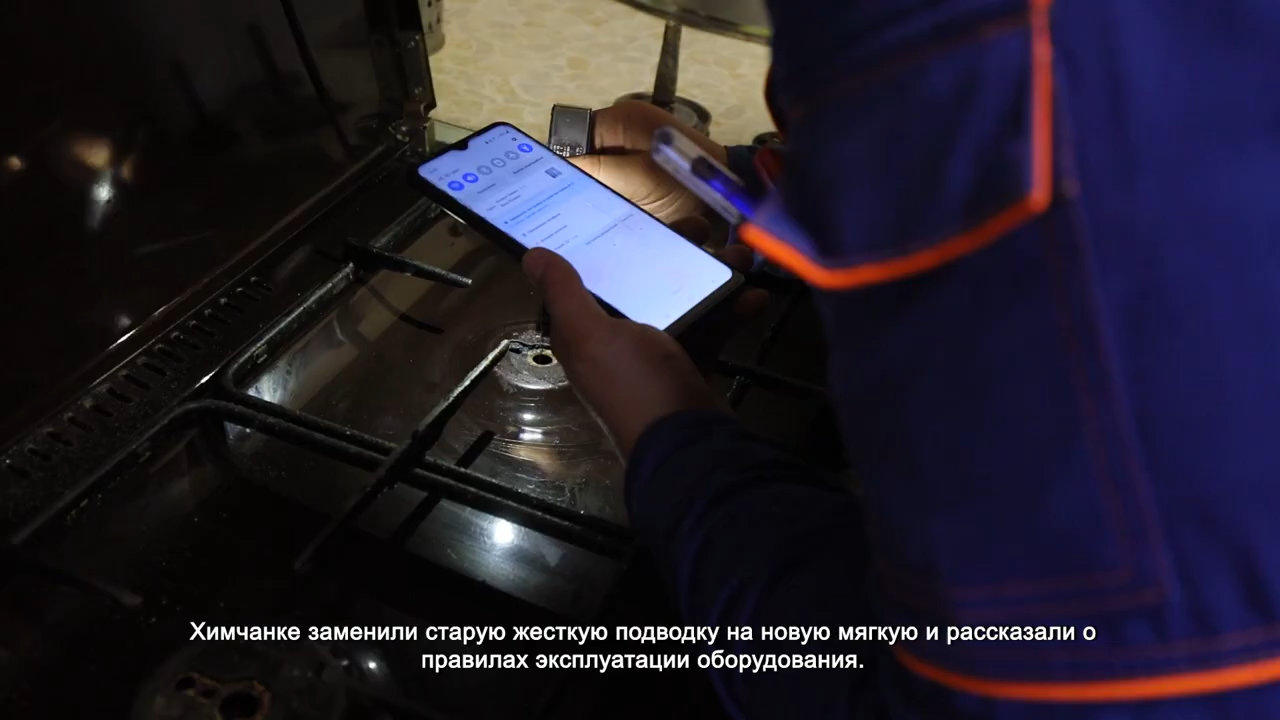 Химчанке заменили старую жесткую подводку на новую мягкую и рассказали о
правилах эксплуатации оборудования.